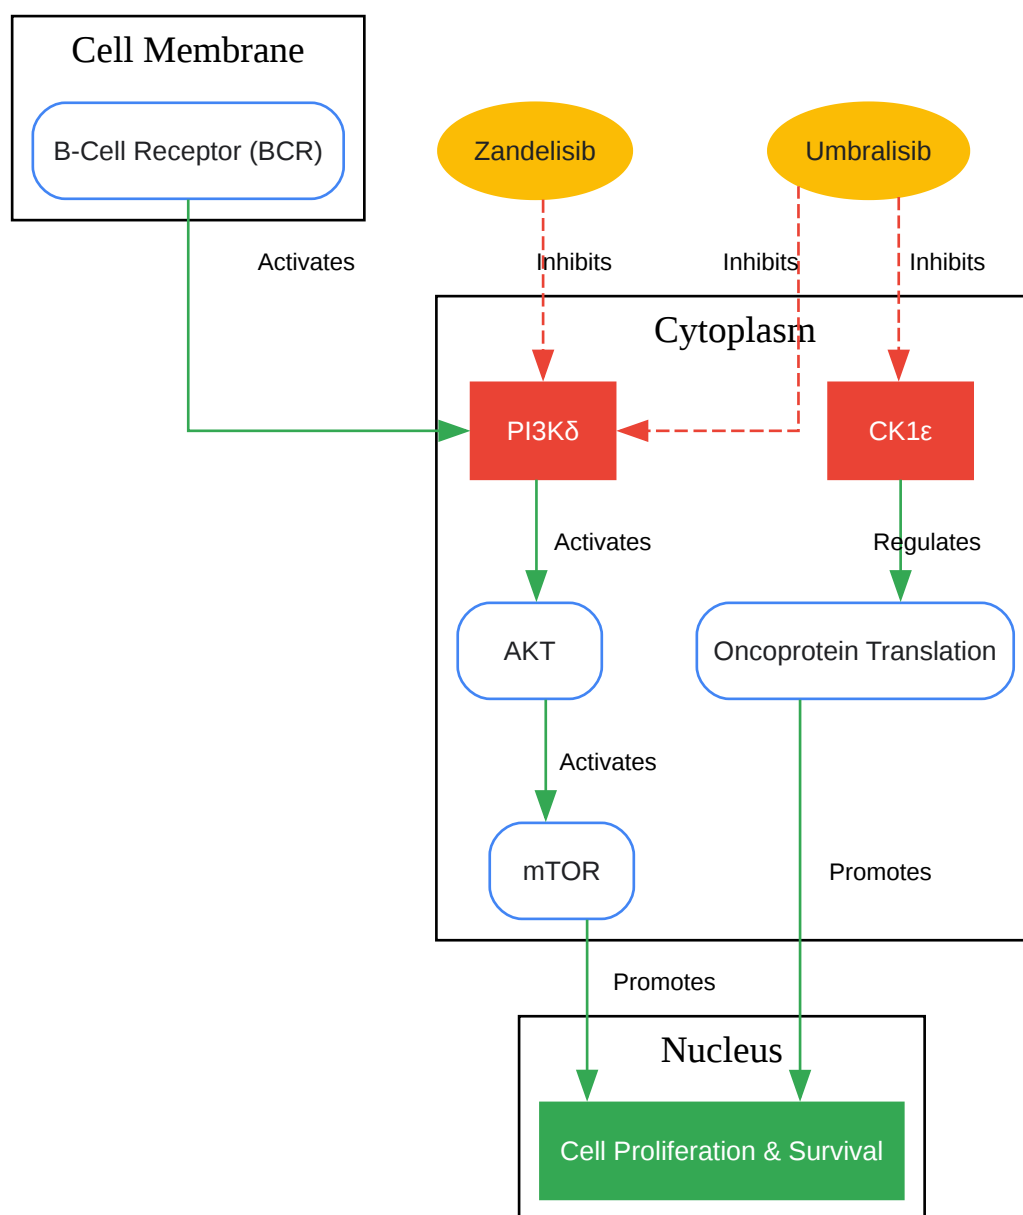 Cell Membrane
B-Cell Receptor (BCR)
Zandelisib
Umbralisib
Activates
Inhibits
Inhibits
Inhibits
Cytoplasm
PI3Kδ
CK1ε
Activates
Regulates
AKT
Oncoprotein Translation
Activates
mTOR
Promotes
Promotes
Nucleus
Cell Proliferation & Survival